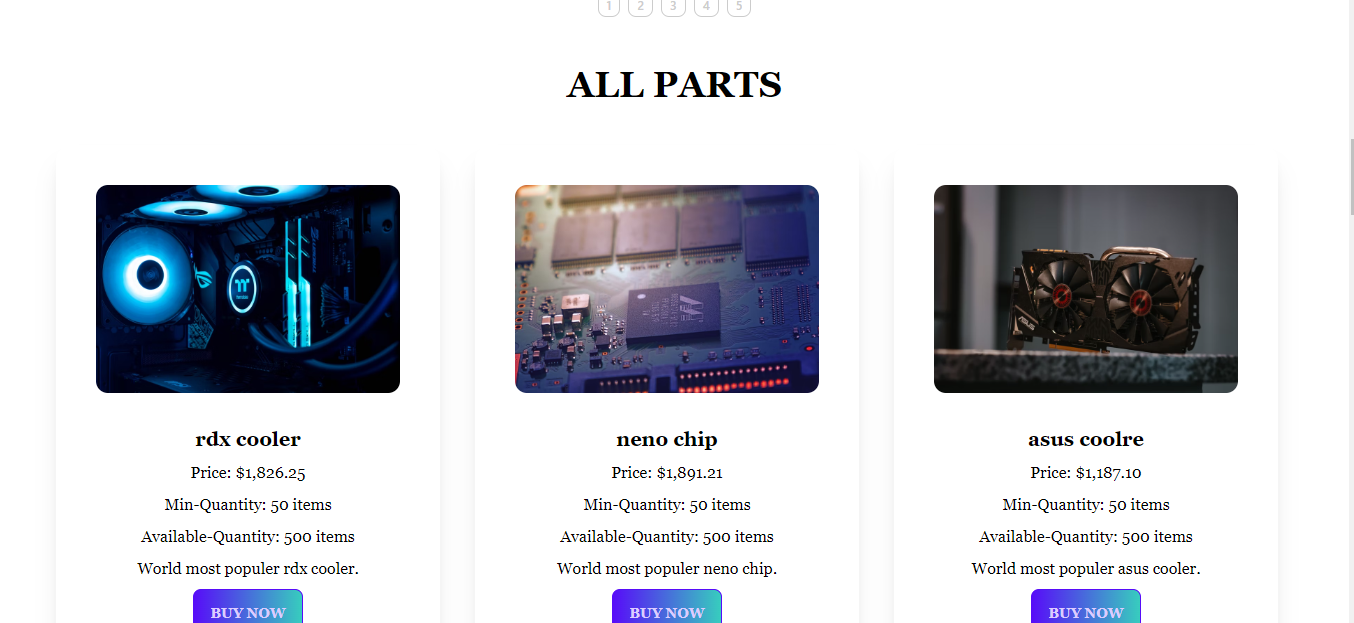 1 2 3 4 5
ALL PARTS
rdx cooler
Price: $1,826.25
Min-Quantity: 50 items
Available-Quantity: 500 items
World most populer rdx cooler.
BUY NOW
neno chip
Price: $1,891.21
Min-Quantity: 50 items
Available-Quantity: 500 items
World most populer neno chip.
BUY NOW
ASUS
asus coolre
Price: $1,187.10
Min-Quantity: 50 items
Available-Quantity: 500 items
World most populer asus cooler.
BUY NOW